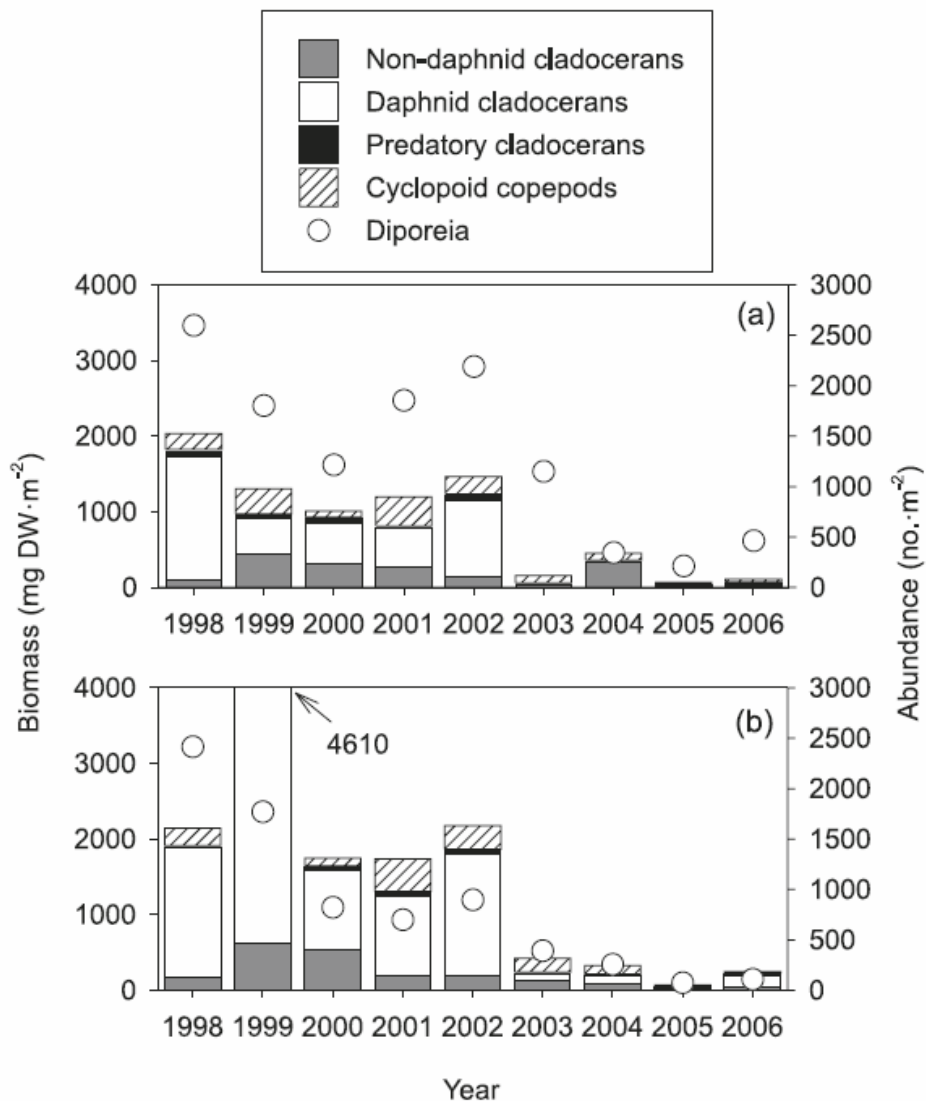 Non-daphnid cladocerans
Daphnid cladocerans
Predatory cladocerans
Cyclopoid copepods
Diporeia
4000
3000
2000
1000
0
3000
2500
2000
1500
1000
500
0
(a)
1998 1999 2000 2001 2002 2003 2004 2005 2006
Biomass (mg DW·m⁻²)
Abundance (no.·m⁻²)
4000
3000
2000
1000
0
3000
2500
2000
1500
1000
500
0
(b)
4610
1998 1999 2000 2001 2002 2003 2004 2005 2006
Year